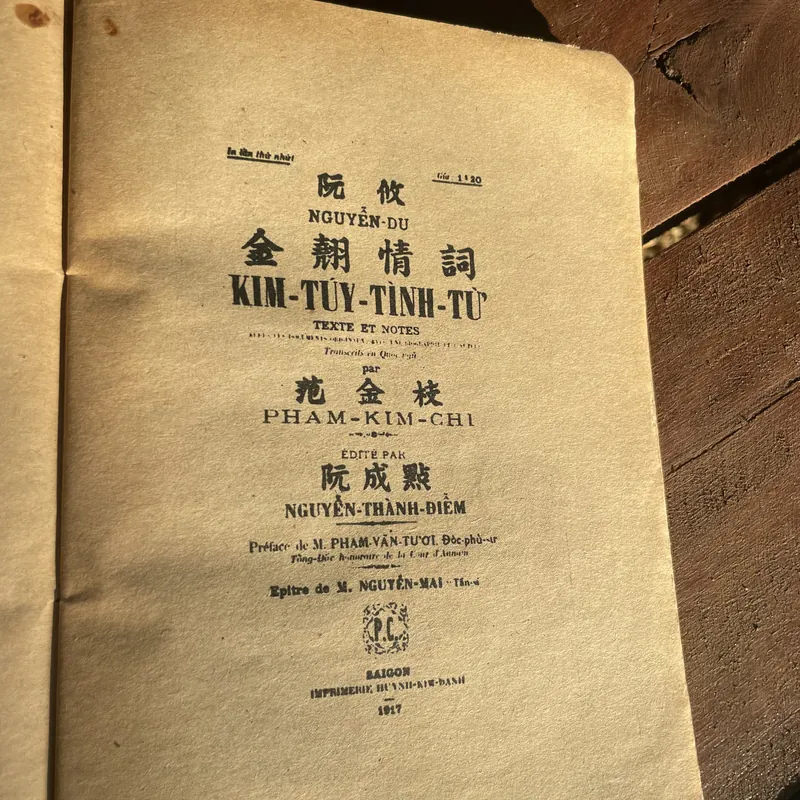 In lần thứ nhứt
Gía: 1$20
阮攸
NGUYỄN-DU
金翹情詞
KIM-TÚY-TÌNH-TỪ
TEXTE ET NOTES
Transcrits en Quốc ngữ
par
范金枝
PHAM-KIM-CHI
ÉDITÉ PAR
阮成點
NGUYỄN-THÀNH-ĐIỂM
Préface de M. PHAM-VĂN-TƯƠI, Đốc-phủ-sứ
Tổng-Đốc honoraire de la Cour d'Annam
Epitre de M. NGUYỄN-MAI - Tấn-sĩ
P.C.
SAIGON
IMPRIMERIE HUYNH-KIM-DANH
1917